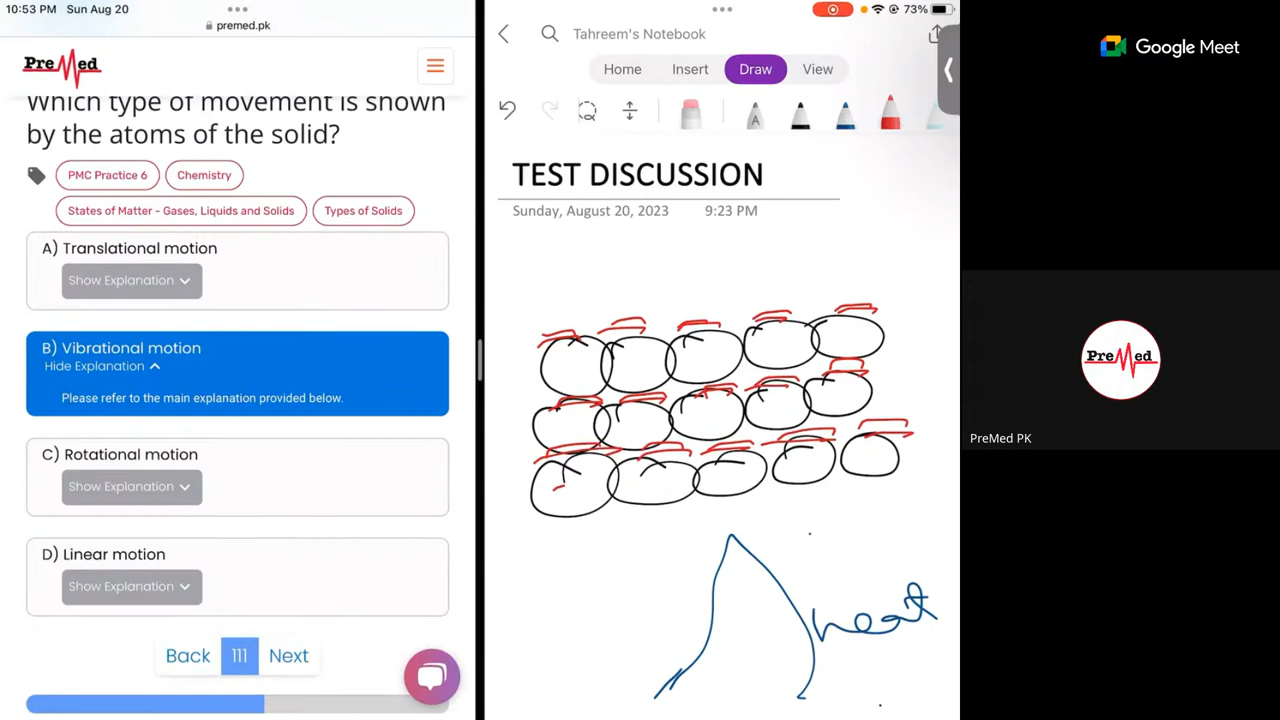 10:53 PM Sun Aug 20
premed.pk
PreMed
Which type of movement is shown
by the atoms of the solid?
PMC Practice 6
Chemistry
States of Matter - Gases, Liquids and Solids
Types of Solids
A) Translational motion
Show Explanation
B) Vibrational motion
Hide Explanation
Please refer to the main explanation provided below.
C) Rotational motion
Show Explanation
D) Linear motion
Show Explanation
Back 111 Next
73%
Tahreem's Notebook
Home Insert Draw View
A
TEST DISCUSSION
Sunday, August 20, 2023 9:23 PM
heat
Google Meet
PreMed
PreMed PK